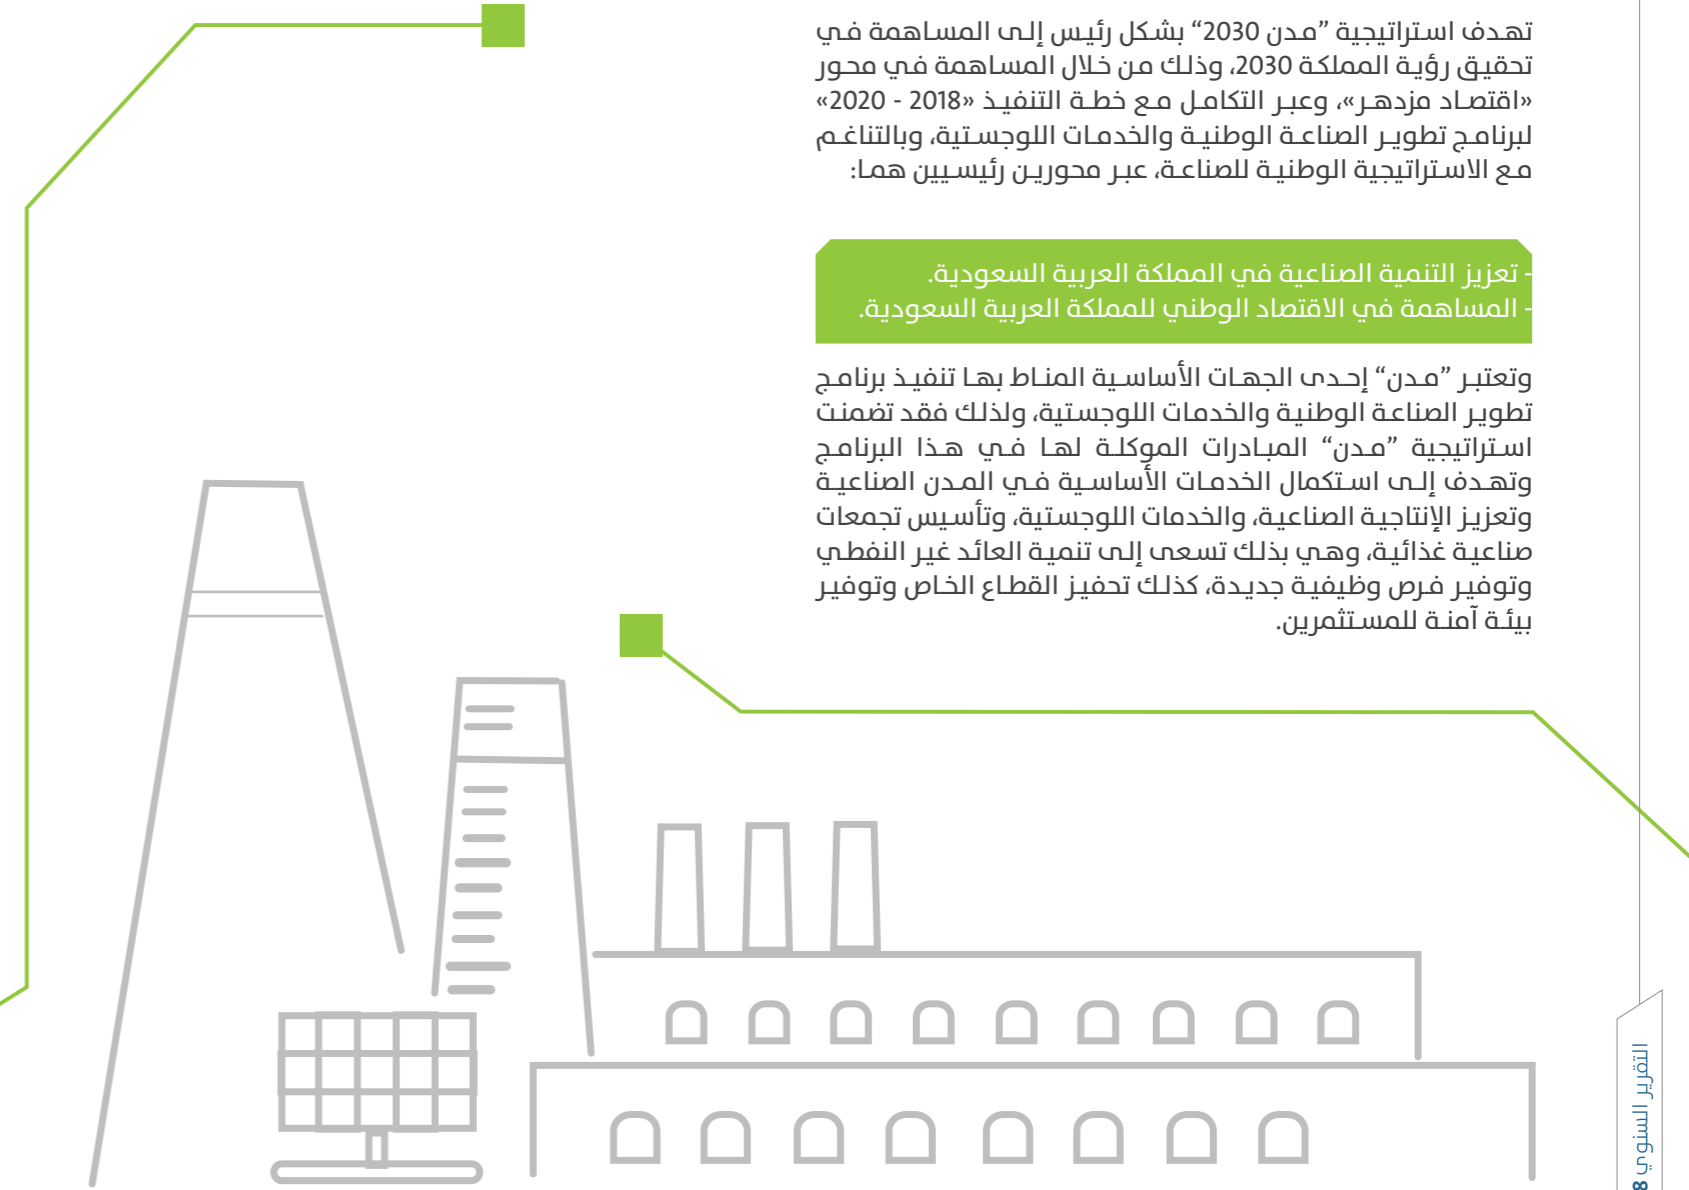 تهدف استراتيجية ”مدن 2030“ بشكل رئيس إلى المساهمة في
تحقيق رؤية المملكة 2030، وذلك من خلال المساهمة في محور
«اقتصاد مزدهر»، وعبر التكامل مع خطة التنفيذ «2018 - 2020»
لبرنامج تطوير الصناعة الوطنية والخدمات اللوجستية، وبالتناغم
مع الاستراتيجية الوطنية للصناعة، عبر محورين رئيسيين هما:
- تعزيز التنمية الصناعية في المملكة العربية السعودية.
- المساهمة في الاقتصاد الوطني للمملكة العربية السعودية.
وتعتبر ”مدن“ إحدى الجهات الأساسية المناط بها تنفيذ برنامج
تطوير الصناعة الوطنية والخدمات اللوجستية، ولذلك فقد تضمنت
استراتيجية ”مدن“ المبادرات الموكلة لها في هذا البرنامج
وتهدف إلى استكمال الخدمات الأساسية في المدن الصناعية
وتعزيز الإنتاجية الصناعية، والخدمات اللوجستية، وتأسيس تجمعات
صناعية غذائية، وهي بذلك تسعى إلى تنمية العائد غير النفطي
وتوفير فرص وظيفية جديدة، كذلك تحفيز القطاع الخاص وتوفير
بيئة آمنة للمستثمرين.
التقرير السنوي 8